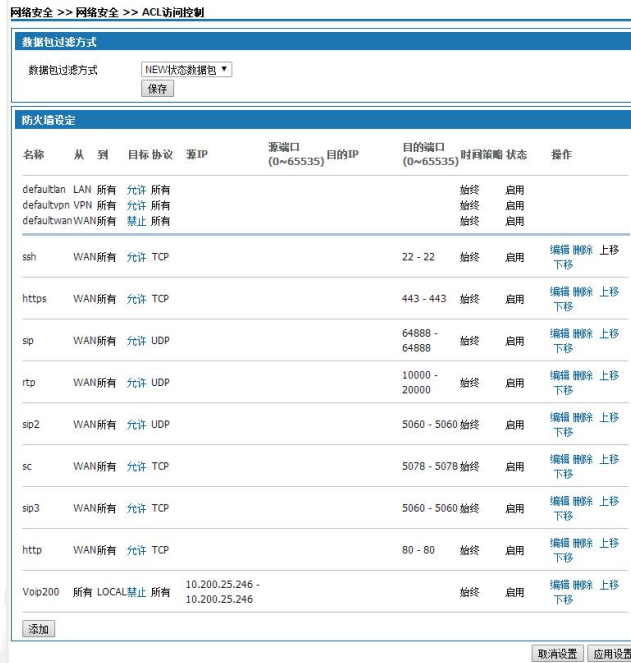 网络安全 >> 网络安全 >> ACL访问控制
数据包过滤方式
数据包过滤方式 NEW状态数据包
保存
防火墙设定
名称 从 到 目标 协议 源IP 源端口 (0~65535) 目的IP 目的端口 (0~65535) 时间策略 状态 操作
defaultlan LAN 所有 允许 所有 始终 启用
defaultvpn VPN 所有 允许 所有 始终 启用
defaultwan WAN 所有 禁止 所有 始终 启用
ssh WAN 所有 允许 TCP 22 - 22 始终 启用 编辑 删除 上移 下移
https WAN 所有 允许 TCP 443 - 443 始终 启用 编辑 删除 上移 下移
sip WAN 所有 允许 UDP 64888 - 64888 始终 启用 编辑 删除 上移 下移
rtp WAN 所有 允许 UDP 10000 - 20000 始终 启用 编辑 删除 上移 下移
sip2 WAN 所有 允许 UDP 5060 - 5060 始终 启用 编辑 删除 上移 下移
sc WAN 所有 允许 TCP 5078 - 5078 始终 启用 编辑 删除 上移 下移
sip3 WAN 所有 允许 TCP 5060 - 5060 始终 启用 编辑 删除 上移 下移
http WAN 所有 允许 TCP 80 - 80 始终 启用 编辑 删除 上移 下移
Voip200 所有 LOCAL 禁止 所有 10.200.25.246 - 10.200.25.246 始终 启用 编辑 删除 上移 下移
添加
取消设置 应用设置